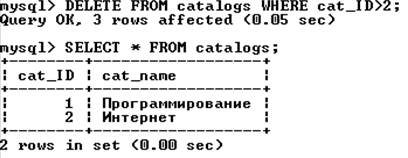 mysql> DELETE FROM catalogs WHERE cat_ID>2;
Query OK, 3 rows affected (0.05 sec)
mysql> SELECT * FROM catalogs;
+--------+------------------+
| cat_ID | cat_name         |
+--------+------------------+
|      1 | Программирование |
|      2 | Интернет         |
+--------+------------------+
2 rows in set (0.00 sec)